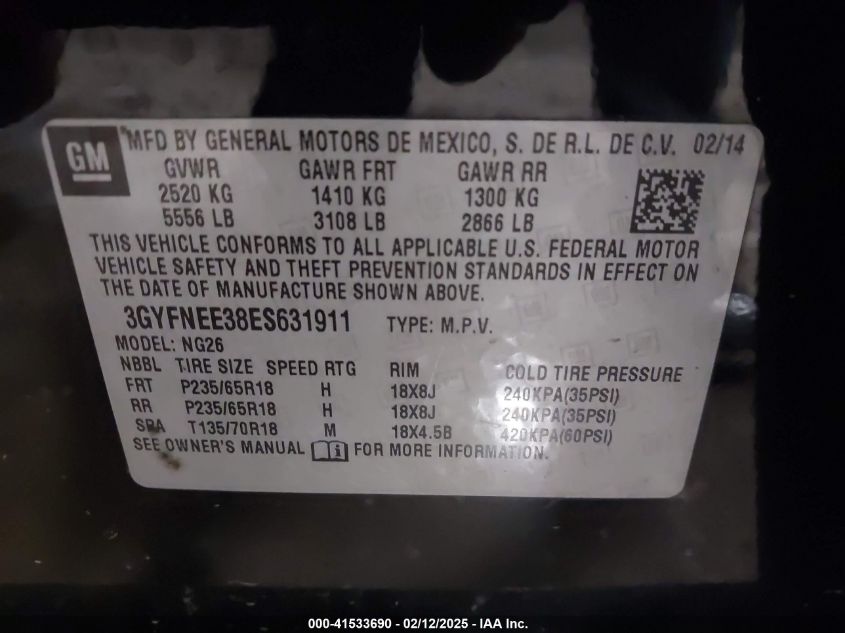 GM
MFD BY GENERAL MOTORS DE MEXICO, S. DE R.L. DE C.V. 02/14
GVWR GAWR FRT GAWR RR
2520 KG 1410 KG 1300 KG
5556 LB 3108 LB 2866 LB
THIS VEHICLE CONFORMS TO ALL APPLICABLE U.S. FEDERAL MOTOR
VEHICLE SAFETY AND THEFT PREVENTION STANDARDS IN EFFECT ON
THE DATE OF MANUFACTURE SHOWN ABOVE.
3GYFNEE38ES631911 TYPE: M.P.V.
MODEL: NG26
NBBL TIRE SIZE SPEED RTG RIM COLD TIRE PRESSURE
FRT P235/65R18 H 18X8J 240KPA(35PSI)
RR P235/65R18 H 18X8J 240KPA(35PSI)
SPA T135/70R18 M 18X4.5B 420KPA(60PSI)
SEE OWNER'S MANUAL FOR MORE INFORMATION.
000-41533690 - 02/12/2025 - IAA Inc.